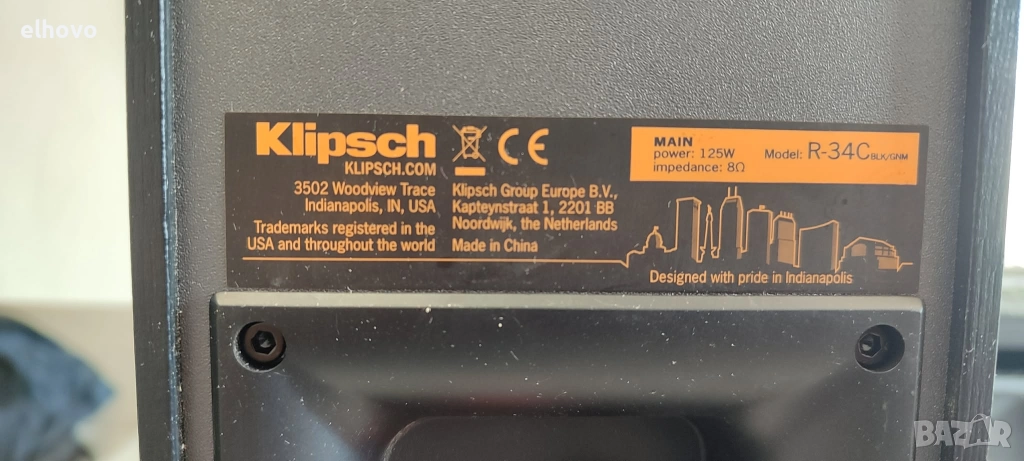 elhovo
Klipsch
KLIPSCH.COM
3502 Woodview Trace
Indianapolis, IN, USA
Trademarks registered in the
USA and throughout the world
CE
Klipsch Group Europe B.V.,
Kapteynstraat 1, 2201 BB
Noordwijk, the Netherlands
Made in China
MAIN
power: 125W
impedance: 8Ω
Model: R-34C BLK/GNM
Designed with pride in Indianapolis
BAZAR